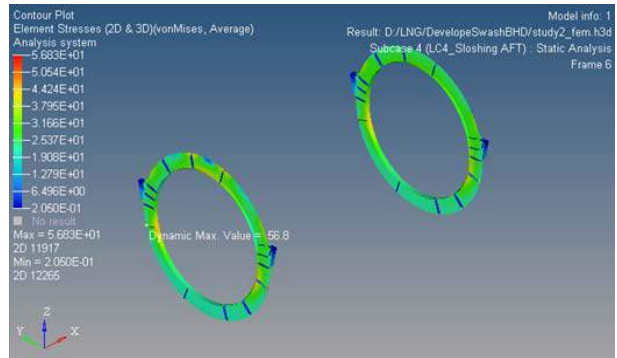 Contour Plot
Element Stresses (2D & 3D)(vonMises, Average)
Analysis system
5.683E+01
5.054E+01
4.424E+01
3.795E+01
3.166E+01
2.537E+01
1.908E+01
1.279E+01
6.496E+00
2.050E-01
No result
Max = 5.683E+01
2D 11917
Min = 2.050E-01
2D 12265
Model info: 1
Result: D:/LNG/DevelopeSwashBHD/study2_fem.h3d
Subcase 4 (LC4_Sloshing AFT) : Static Analysis
Frame 6
Dynamic Max. Value = 56.8
Z
Y
X